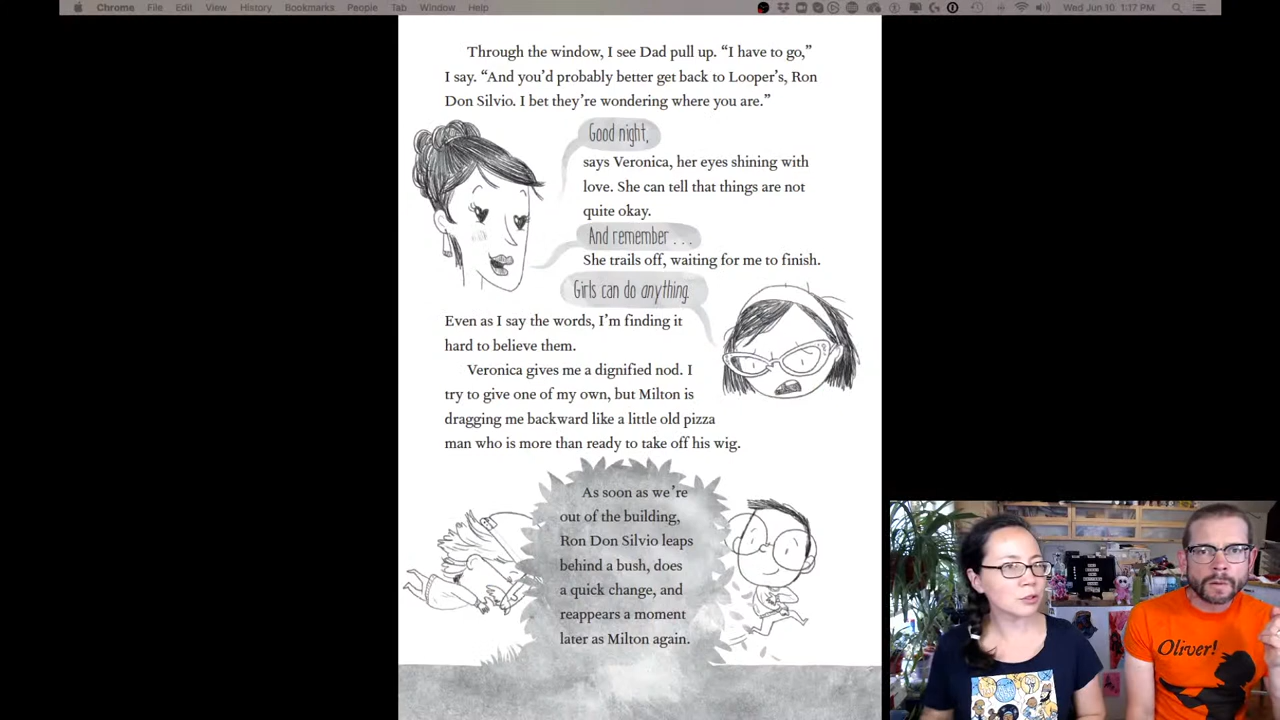 Chrome File Edit View History Bookmarks People Tab Window Help Wed Jun 10 1:17 PM
Through the window, I see Dad pull up. “I have to go,”
I say. “And you’d probably better get back to Looper’s, Ron
Don Silvio. I bet they’re wondering where you are.”
Good night,
says Veronica, her eyes shining with
love. She can tell that things are not
quite okay.
And remember . . .
She trails off, waiting for me to finish.
Girls can do anything.
Even as I say the words, I’m finding it
hard to believe them.
Veronica gives me a dignified nod. I
try to give one of my own, but Milton is
dragging me backward like a little old pizza
man who is more than ready to take off his wig.
As soon as we’re
out of the building,
Ron Don Silvio leaps
behind a bush, does
a quick change, and
reappears a moment
later as Milton again.
Oliver!